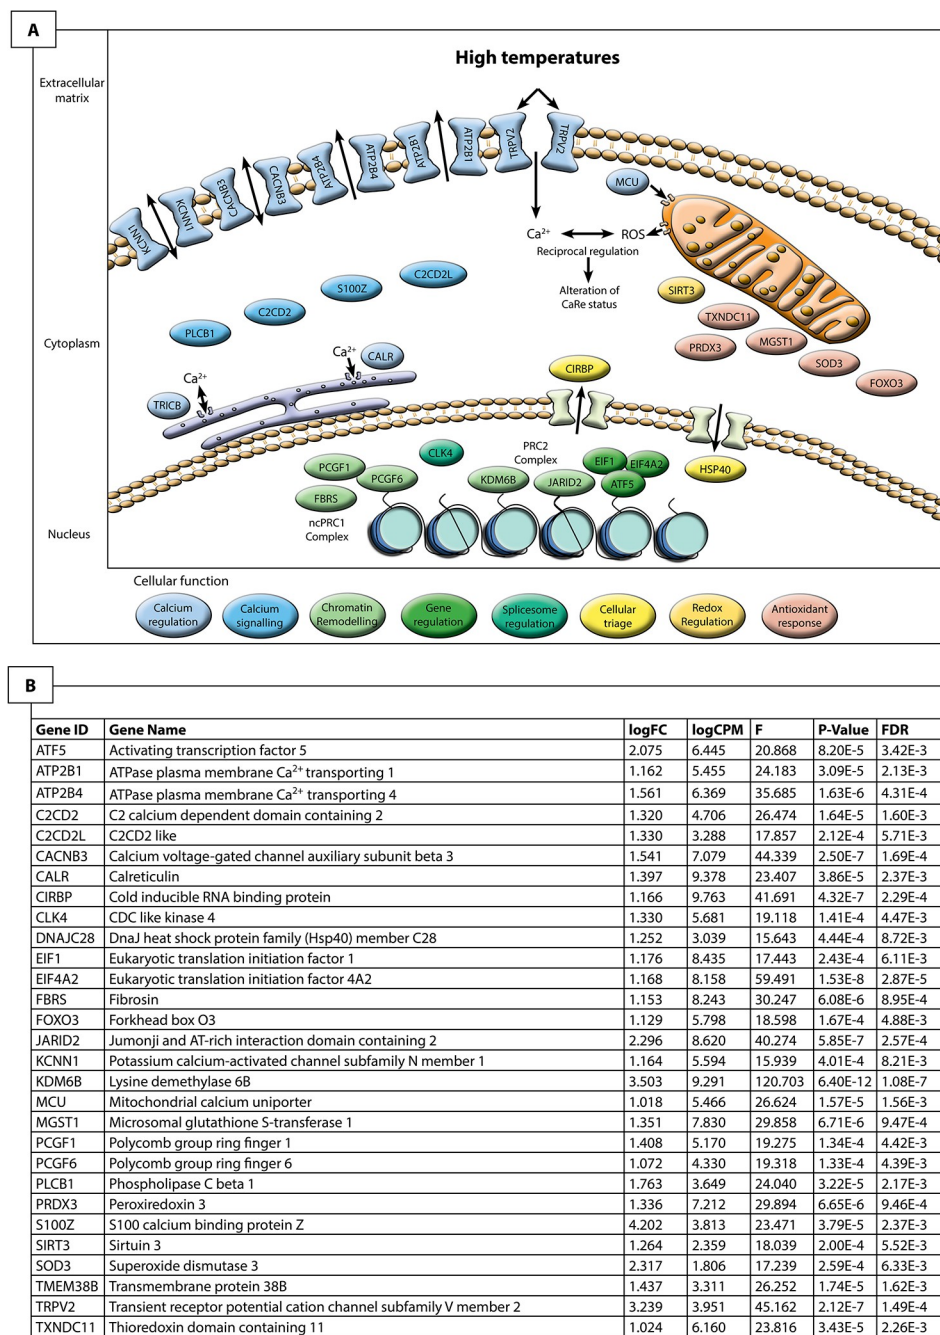 A
High temperatures
Extracellular
matrix
KCNN1
LNNCK
CACNB3
CACNB3
ATP2B4
ATP2B4
ATP2B1
ATP2B1
TRPV2
TRPV2
MCU
Ca2+
ROS
Reciprocal regulation
Alteration of
CaRe status
C2CD2L
S100Z
C2CD2
PLCB1
SIRT3
TXNDC11
PRDX3
MGST1
SOD3
FOXO3
Cytoplasm
Ca2+
CALR
Ca2+
TRICB
CIRBP
HSP40
PCGF1
PCGF6
FBRS
ncPRC1
Complex
CLK4
KDM6B
PRC2
Complex
JARID2
EIF1
EIF4A2
ATF5
Nucleus
Cellular function
Calcium
regulation
Calcium
signalling
Chromatin
Remodelling
Gene
regulation
Splicesome
regulation
Cellular
triage
Redox
Regulation
Antioxidant
response
B
Gene ID Gene Name logFC logCPM F P-Value FDR
ATF5 Activating transcription factor 5 2.075 6.445 20.868 8.20E-5 3.42E-3
ATP2B1 ATPase plasma membrane Ca2+ transporting 1 1.162 5.455 24.183 3.09E-5 2.13E-3
ATP2B4 ATPase plasma membrane Ca2+ transporting 4 1.561 6.369 35.685 1.63E-6 4.31E-4
C2CD2 C2 calcium dependent domain containing 2 1.320 4.706 26.474 1.64E-5 1.60E-3
C2CD2L C2CD2 like 1.330 3.288 17.857 2.12E-4 5.71E-3
CACNB3 Calcium voltage-gated channel auxiliary subunit beta 3 1.541 7.079 44.339 2.50E-7 1.69E-4
CALR Calreticulin 1.397 9.378 23.407 3.86E-5 2.37E-3
CIRBP Cold inducible RNA binding protein 1.166 9.763 41.691 4.32E-7 2.29E-4
CLK4 CDC like kinase 4 1.330 5.681 19.118 1.41E-4 4.47E-3
DNAJC28 DnaJ heat shock protein family (Hsp40) member C28 1.252 3.039 15.643 4.44E-4 8.72E-3
EIF1 Eukaryotic translation initiation factor 1 1.176 8.435 17.443 2.43E-4 6.11E-3
EIF4A2 Eukaryotic translation initiation factor 4A2 1.168 8.158 59.491 1.53E-8 2.87E-5
FBRS Fibrosin 1.153 8.243 30.247 6.08E-6 8.95E-4
FOXO3 Forkhead box O3 1.129 5.798 18.598 1.67E-4 4.88E-3
JARID2 Jumonji and AT-rich interaction domain containing 2 2.296 8.620 40.274 5.85E-7 2.57E-4
KCNN1 Potassium calcium-activated channel subfamily N member 1 1.164 5.594 15.939 4.01E-4 8.21E-3
KDM6B Lysine demethylase 6B 3.503 9.291 120.703 6.40E-12 1.08E-7
MCU Mitochondrial calcium uniporter 1.018 5.466 26.624 1.57E-5 1.56E-3
MGST1 Microsomal glutathione S-transferase 1 1.351 7.830 29.858 6.71E-6 9.47E-4
PCGF1 Polycomb group ring finger 1 1.408 5.170 19.275 1.34E-4 4.42E-3
PCGF6 Polycomb group ring finger 6 1.072 4.330 19.318 1.33E-4 4.39E-3
PLCB1 Phospholipase C beta 1 1.763 3.649 24.040 3.22E-5 2.17E-3
PRDX3 Peroxiredoxin 3 1.336 7.212 29.894 6.65E-6 9.46E-4
S100Z S100 calcium binding protein Z 4.202 3.813 23.471 3.79E-5 2.37E-3
SIRT3 Sirtuin 3 1.264 2.359 18.039 2.00E-4 5.52E-3
SOD3 Superoxide dismutase 3 2.317 1.806 17.239 2.59E-4 6.33E-3
TMEM38B Transmembrane protein 38B 1.437 3.311 26.252 1.74E-5 1.62E-3
TRPV2 Transient receptor potential cation channel subfamily V member 2 3.239 3.951 45.162 2.12E-7 1.49E-4
TXNDC11 Thioredoxin domain containing 11 1.024 6.160 23.816 3.43E-5 2.26E-3